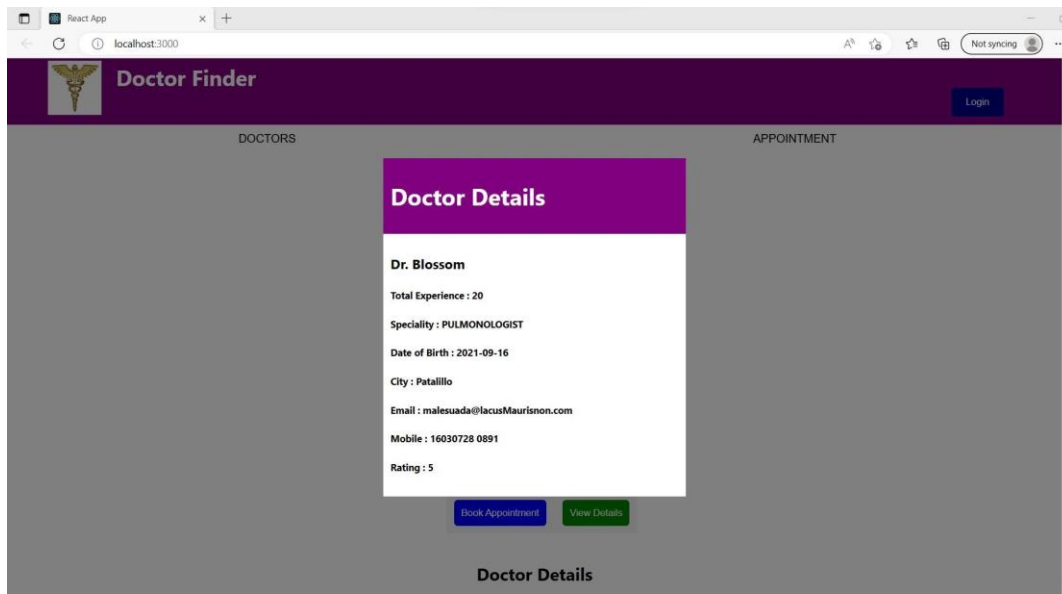 React App
localhost:3000
Not syncing
Doctor Finder
Login
DOCTORS
APPOINTMENT
Doctor Details
Dr. Blossom
Total Experience : 20
Speciality : PULMONOLOGIST
Date of Birth : 2021-09-16
City : Patalillo
Email : malesuada@lacusMaurisnon.com
Mobile : 16030728 0891
Rating : 5
Book Appointment View Details
Doctor Details